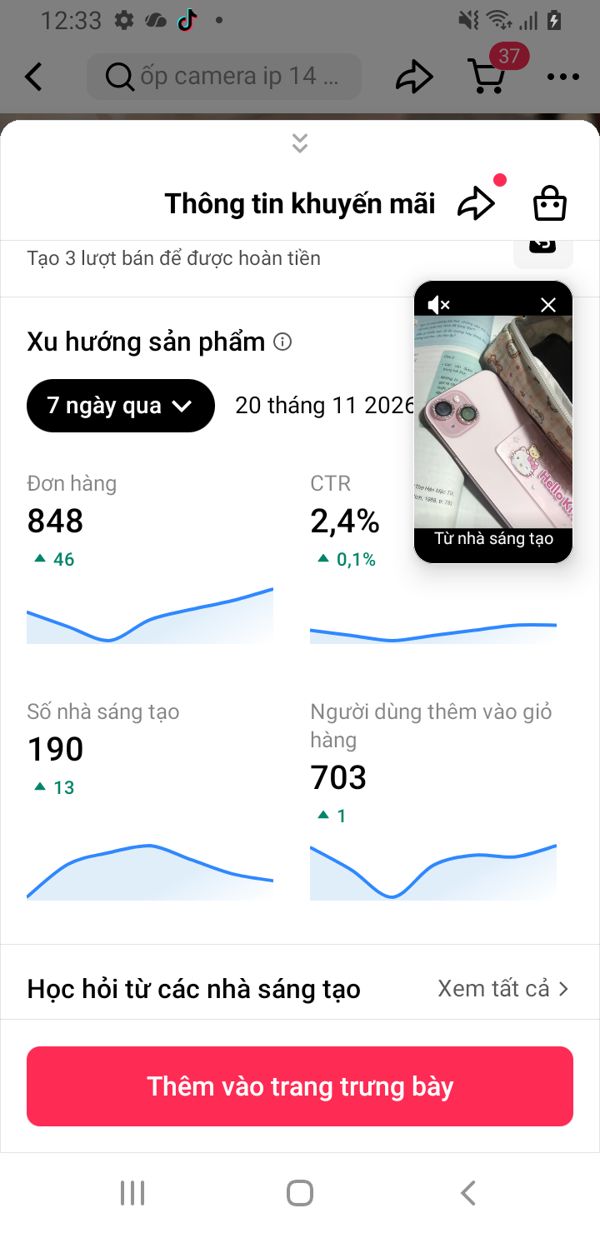 12:33
ốp camera ip 14 ...
37
Thông tin khuyến mãi
Tạo 3 lượt bán để được hoàn tiền
Xu hướng sản phẩm
7 ngày qua
20 tháng 11 2026
Đơn hàng
848
46
CTR
2,4%
0,1%
Từ nhà sáng tạo
Hello
Số nhà sáng tạo
190
13
Người dùng thêm vào giỏ
hàng
703
1
Học hỏi từ các nhà sáng tạo
Xem tất cả
Thêm vào trang trưng bày